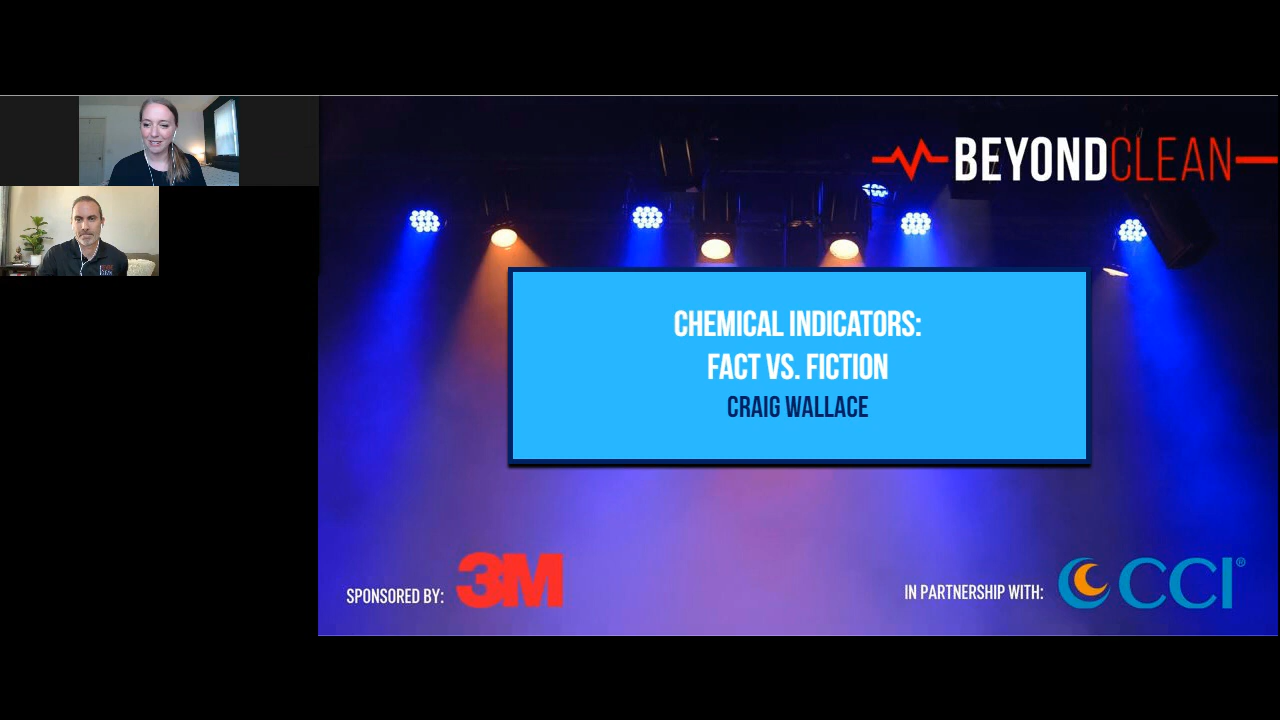 BEYONDCLEAN
CHEMICAL INDICATORS:
FACT VS. FICTION
CRAIG WALLACE
SPONSORED BY: 3M
IN PARTNERSHIP WITH: CCI®